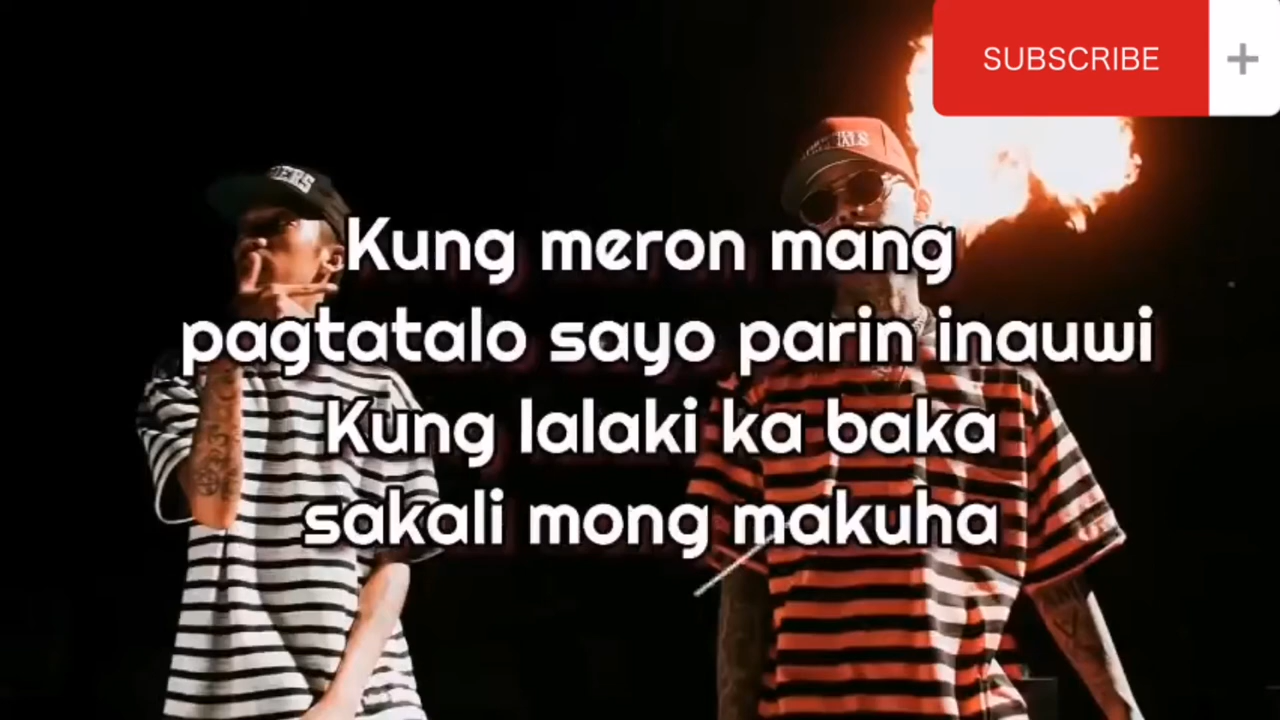 SUBSCRIBE +
Kung meron mang
pagtatalo sayo parin inauwi
Kung lalaki ka baka
sakali mong makuha